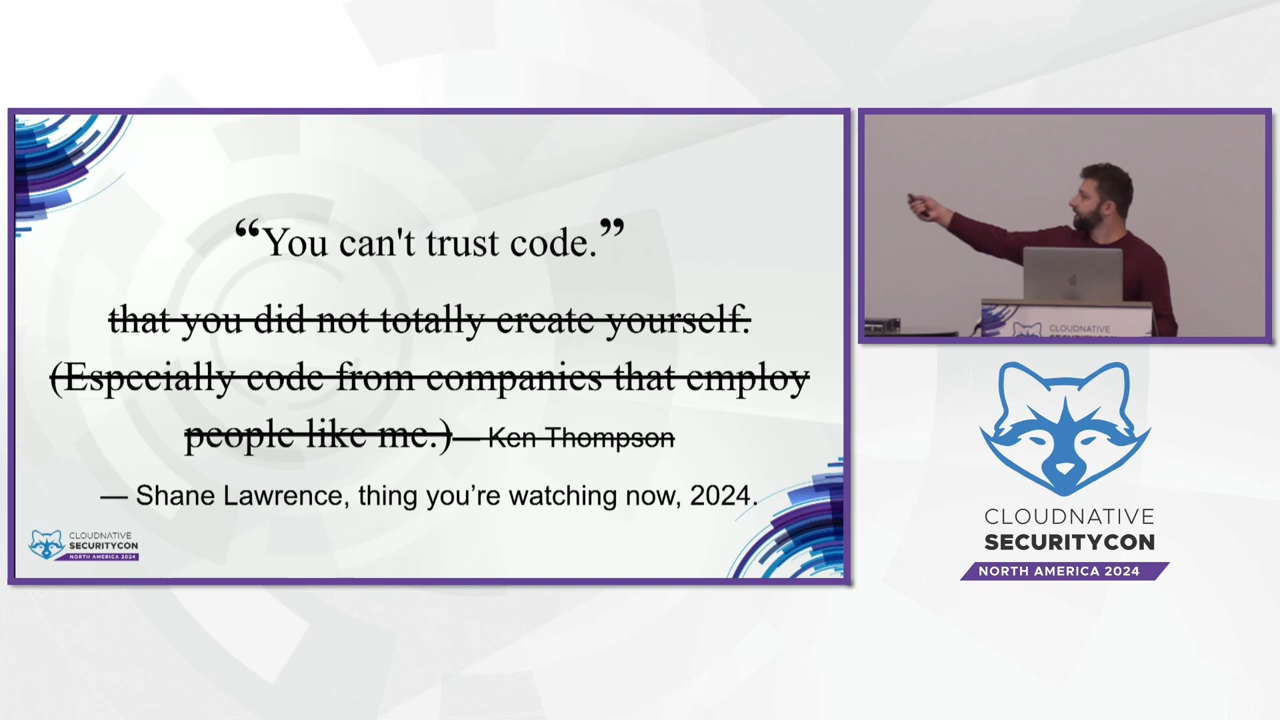 “You can't trust code.”
that you did not totally create yourself.
(Especially code from companies that employ
people like me.)— Ken Thompson
— Shane Lawrence, thing you’re watching now, 2024.
CLOUDNATIVE
SECURITYCON
NORTH AMERICA 2024
CLOUDNATIVE
CLOUDNATIVE
SECURITYCON
NORTH AMERICA 2024